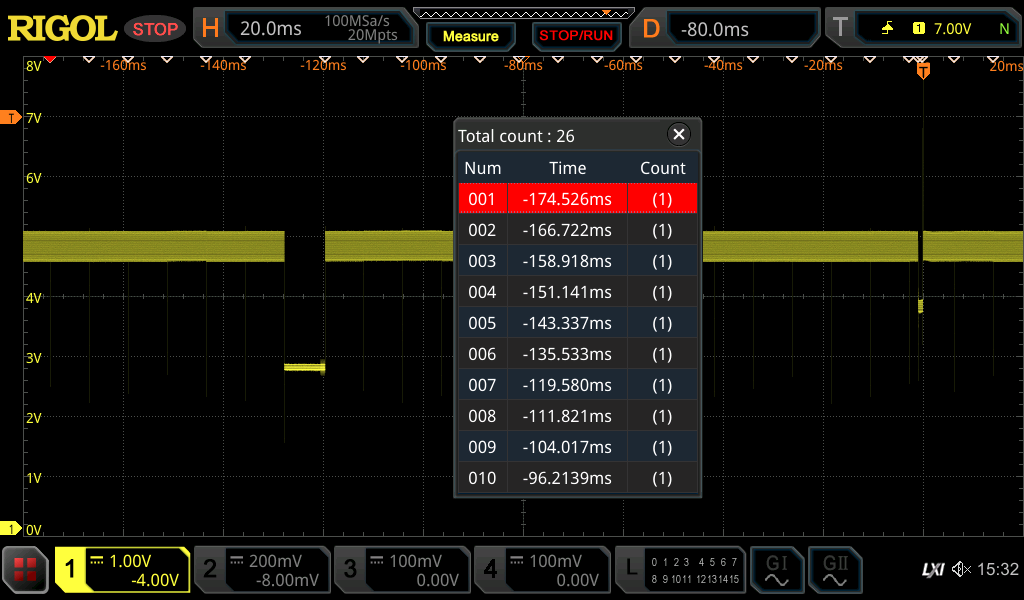 RIGOL STOP H 20.0ms 100MSa/s 20Mpts Measure STOP/RUN D -80.0ms T 1 7.00V N
8V -160ms -140ms -120ms -100ms -80ms -60ms -40ms -20ms T 20ms
T 7V
6V
4V
3V
2V
1V
1 0V
Total count : 26
Num Time Count
001 -174.526ms (1)
002 -166.722ms (1)
003 -158.918ms (1)
004 -151.141ms (1)
005 -143.337ms (1)
006 -135.533ms (1)
007 -119.580ms (1)
008 -111.821ms (1)
009 -104.017ms (1)
010 -96.2139ms (1)
1 1.00V -4.00V 2 200mV -8.00mV 3 100mV 0.00V 4 100mV 0.00V L 0 1 2 3 4 5 6 7 8 9 10 11 12 13 14 15 GI GII LXI 15:32